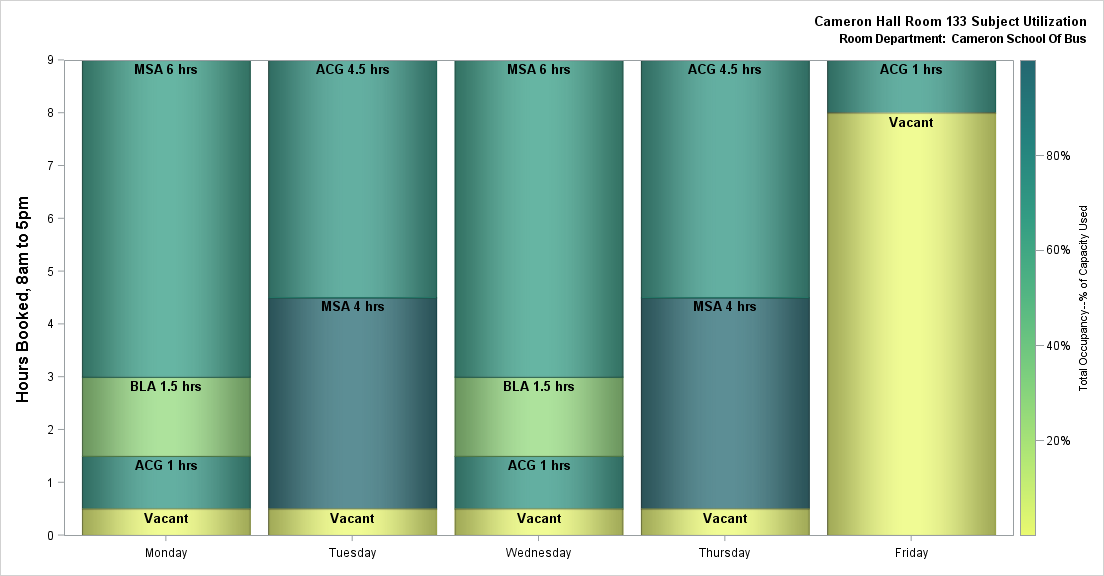 Cameron Hall Room 133 Subject Utilization
Room Department: Cameron School Of Bus
Hours Booked, 8am to 5pm
9
8
7
6
5
4
3
2
1
0
MSA 6 hrs
BLA 1.5 hrs
ACG 1 hrs
Vacant
ACG 4.5 hrs
MSA 4 hrs
Vacant
MSA 6 hrs
BLA 1.5 hrs
ACG 1 hrs
Vacant
ACG 4.5 hrs
MSA 4 hrs
Vacant
ACG 1 hrs
Vacant
Monday
Tuesday
Wednesday
Thursday
Friday
80%
60%
40%
20%
Total Occupancy--% of Capacity Used